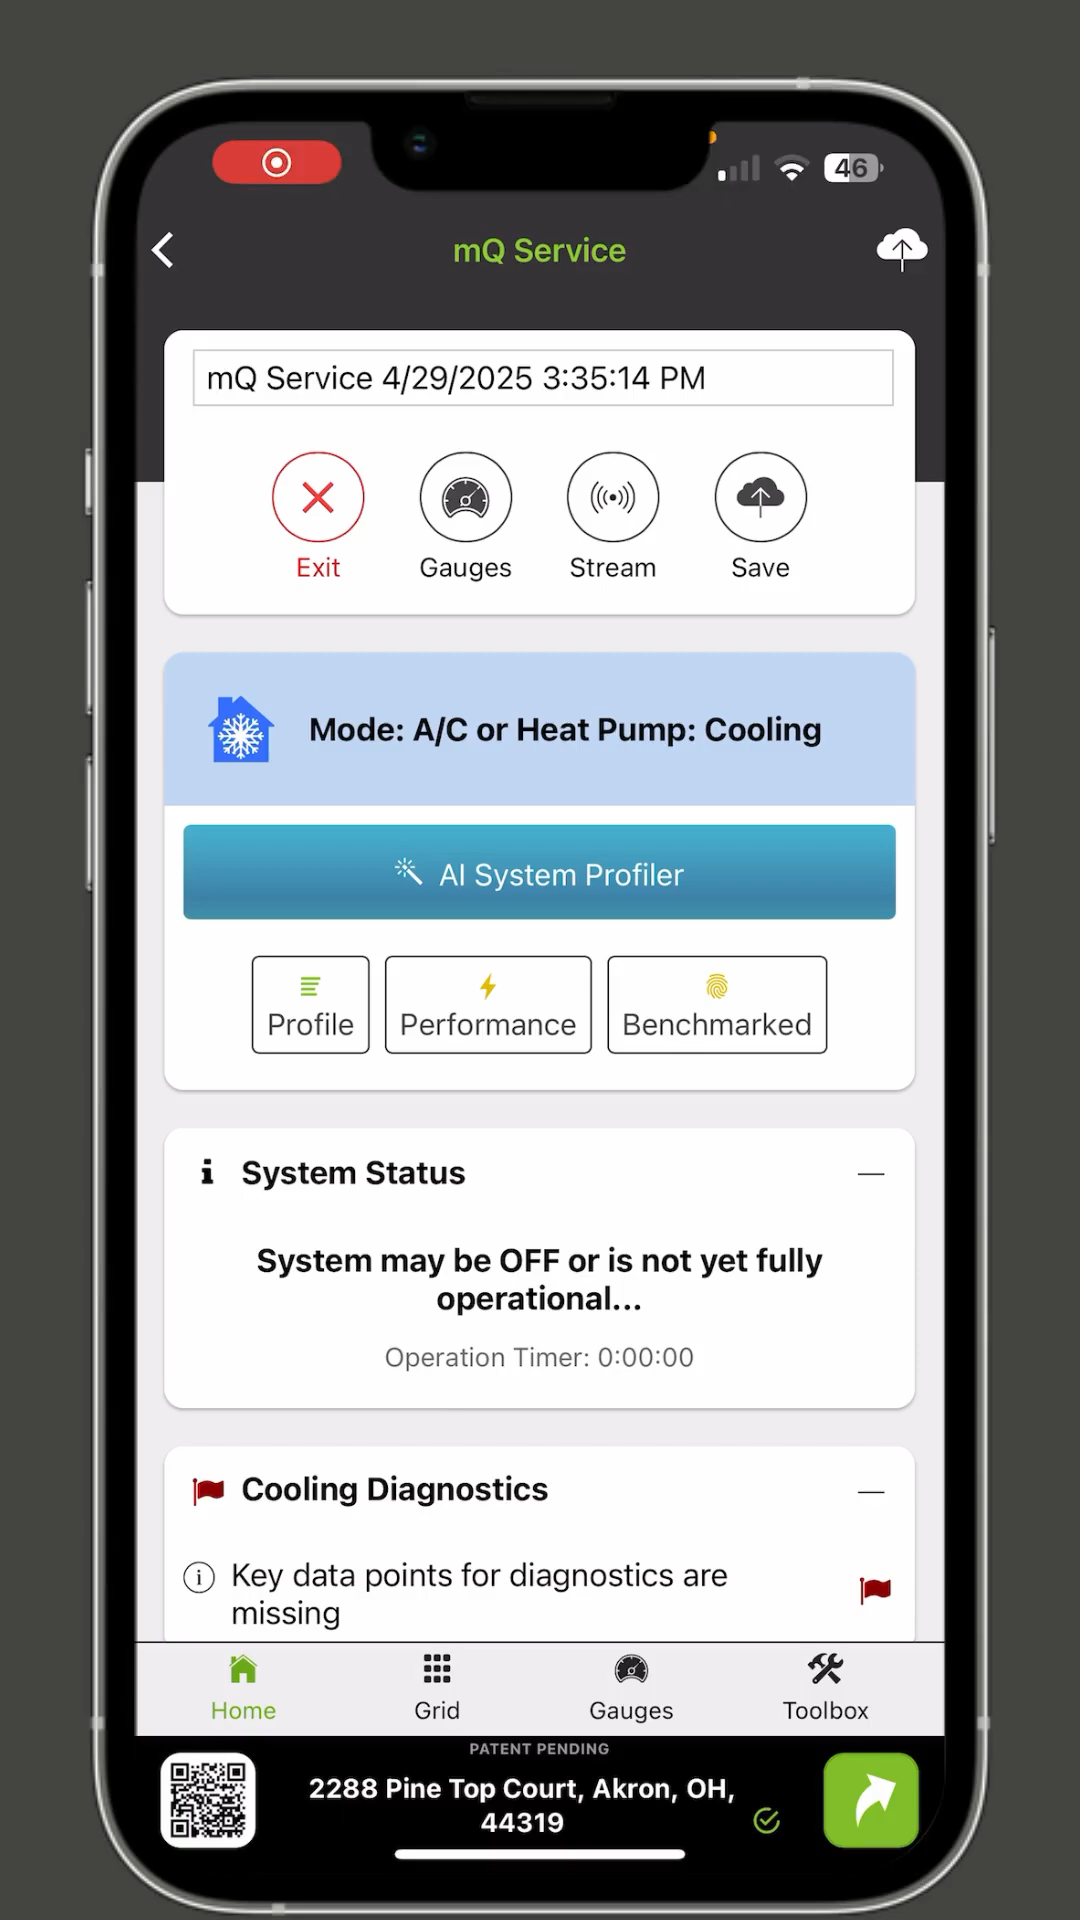 46
mQ Service
mQ Service 4/29/2025 3:35:14 PM
Exit
Gauges
Stream
Save
Mode: A/C or Heat Pump: Cooling
AI System Profiler
Profile
Performance
Benchmarked
System Status
System may be OFF or is not yet fully
operational...
Operation Timer: 0:00:00
Cooling Diagnostics
Key data points for diagnostics are
missing
Home
Grid
Gauges
Toolbox
PATENT PENDING
2288 Pine Top Court, Akron, OH,
44319